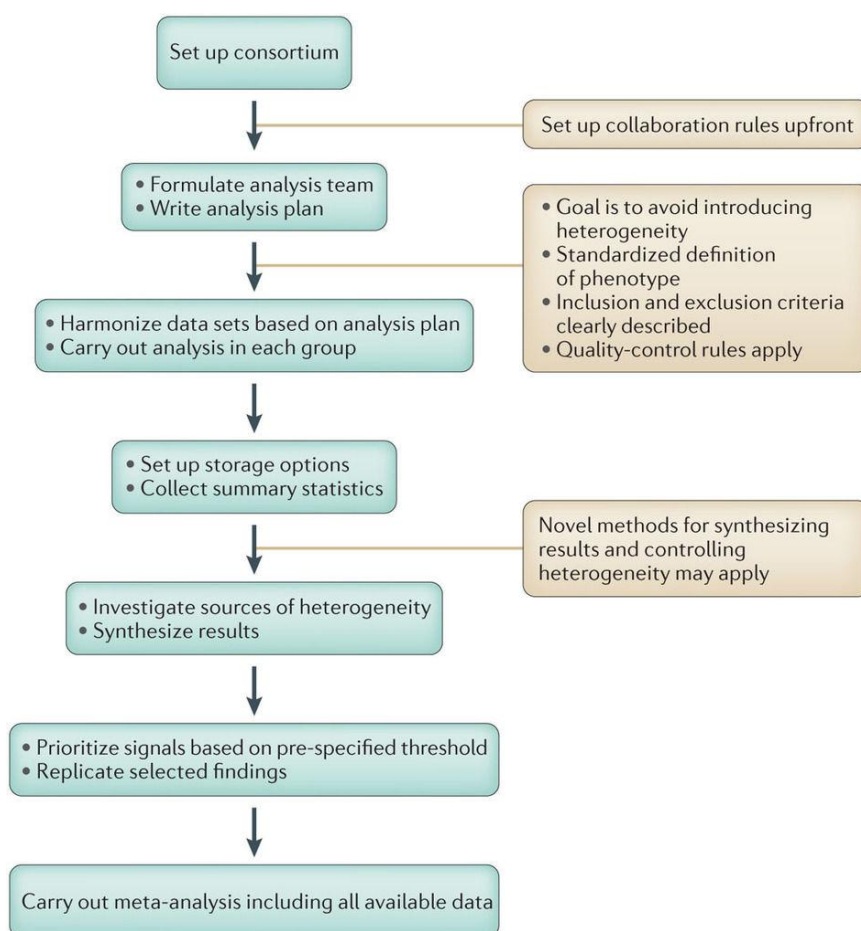 Set up consortium
Set up collaboration rules upfront
• Formulate analysis team
• Write analysis plan
• Goal is to avoid introducing
heterogeneity
• Standardized definition
of phenotype
• Inclusion and exclusion criteria
clearly described
• Quality-control rules apply
• Harmonize data sets based on analysis plan
• Carry out analysis in each group
• Set up storage options
• Collect summary statistics
Novel methods for synthesizing
results and controlling
heterogeneity may apply
• Investigate sources of heterogeneity
• Synthesize results
• Prioritize signals based on pre-specified threshold
• Replicate selected findings
Carry out meta-analysis including all available data